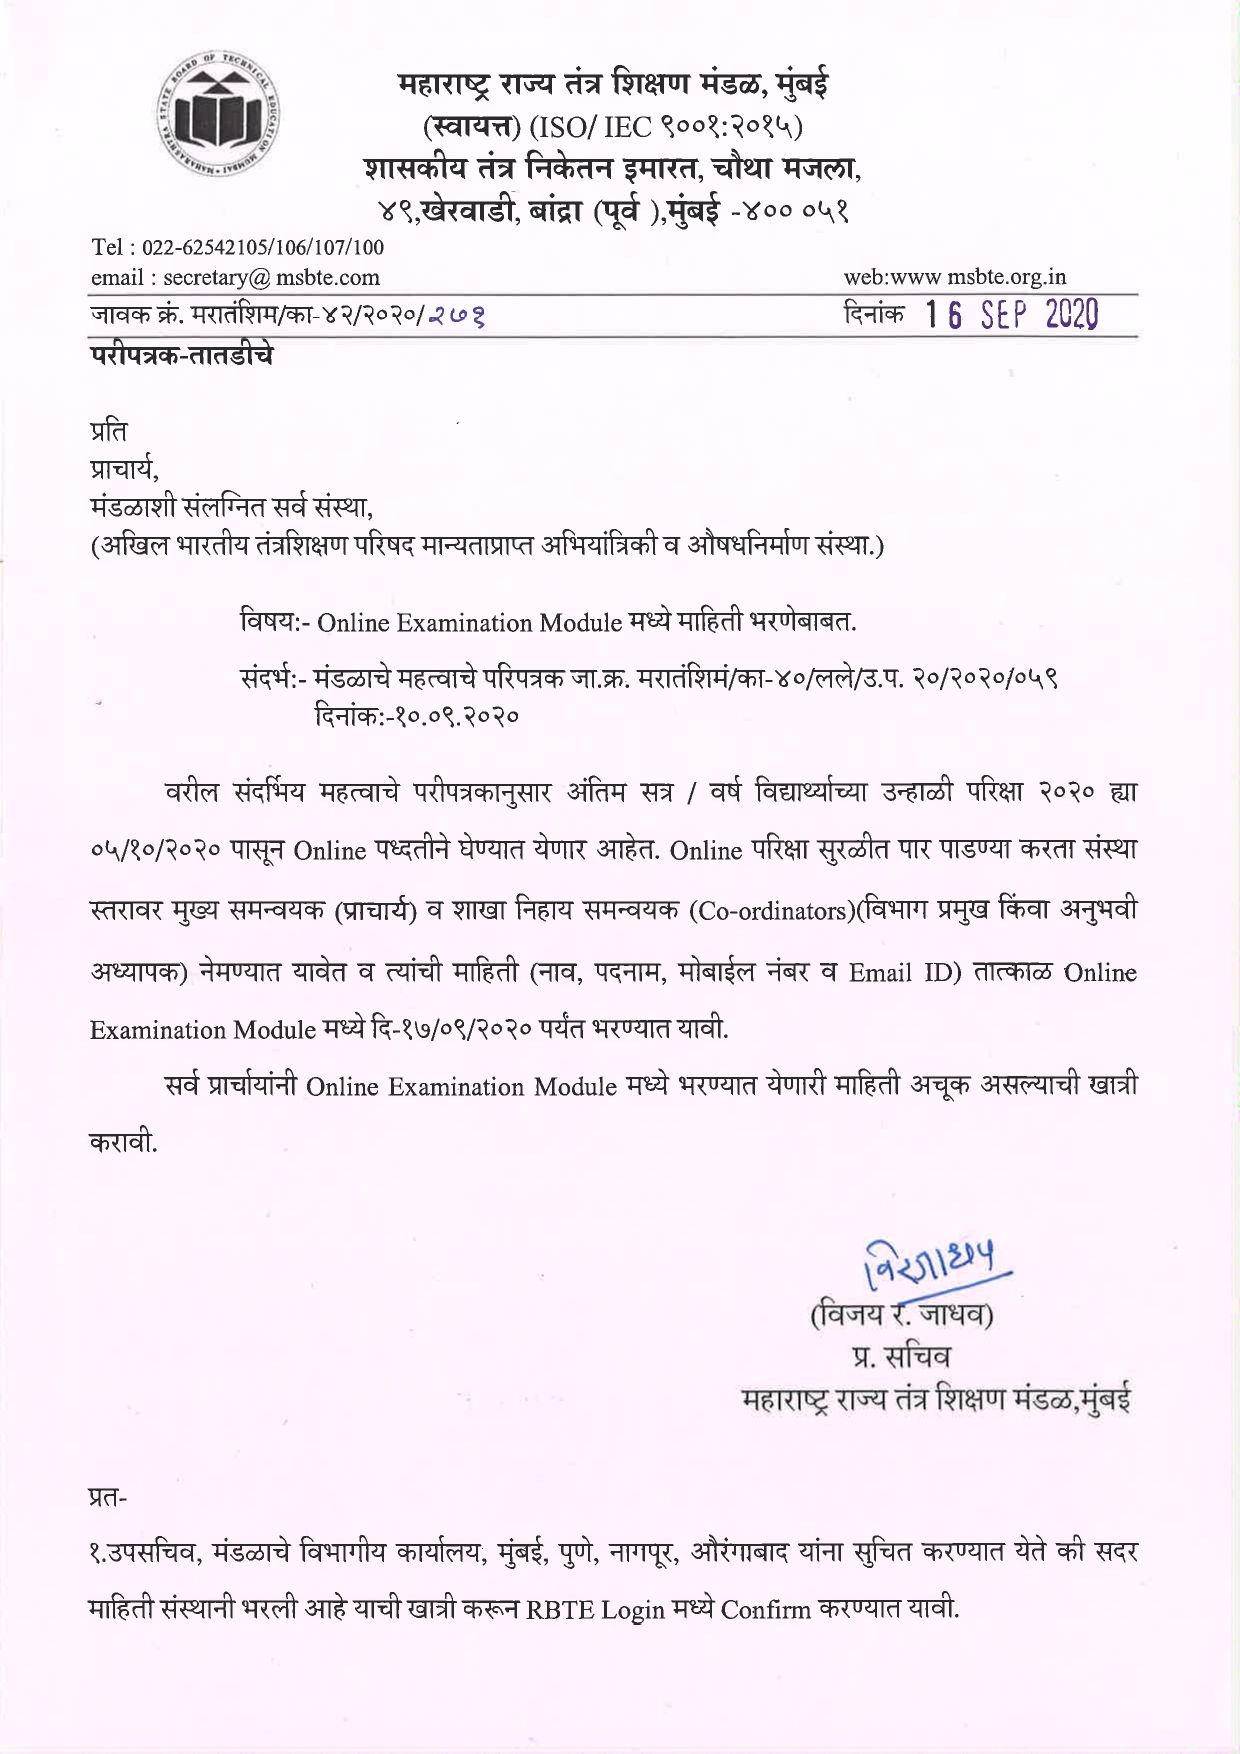 MAHARASHTRA STATE BOARD OF TECHNICAL EDUCATION MUMBAI
महाराष्ट्र राज्य तंत्र शिक्षण मंडळ, मुंबई
(स्वायत्त) (ISO/ IEC ९००१:२०१५)
शासकीय तंत्र निकेतन इमारत, चौथा मजला,
४९,खेरवाडी, बांद्रा (पूर्व ),मुंबई -४०० ०५१
Tel : 022-62542105/106/107/100
email : secretary@ msbte.com web:www msbte.org.in
जावक क्रं. मरातंशिम/का-४२/२०२०/२७१ दिनांक 16 SEP 2020
परीपत्रक-तातडीचे
प्रति
प्राचार्य,
मंडळाशी संलग्नित सर्व संस्था,
(अखिल भारतीय तंत्रशिक्षण परिषद मान्यताप्राप्त अभियांत्रिकी व औषधनिर्माण संस्था.)
विषय:- Online Examination Module मध्ये माहिती भरणेबाबत.
संदर्भ:- मंडळाचे महत्वाचे परिपत्रक जा.क्र. मरातंशिमं/का-४०/लले/उ.प. २०/२०२०/०५९
दिनांक:-१०.०९.२०२०
वरील संदर्भिय महत्वाचे परीपत्रकानुसार अंतिम सत्र / वर्ष विद्यार्थ्याच्या उन्हाळी परिक्षा २०२० ह्या
०५/१०/२०२० पासून Online पध्दतीने घेण्यात येणार आहेत. Online परिक्षा सुरळीत पार पाडण्या करता संस्था
स्तरावर मुख्य समन्वयक (प्राचार्य) व शाखा निहाय समन्वयक (Co-ordinators)(विभाग प्रमुख किंवा अनुभवी
अध्यापक) नेमण्यात यावेत व त्यांची माहिती (नाव, पदनाम, मोबाईल नंबर व Email ID) तात्काळ Online
Examination Module मध्ये दि-१७/०९/२०२० पर्यंत भरण्यात यावी.
सर्व प्रार्चायांनी Online Examination Module मध्ये भरण्यात येणारी माहिती अचूक असल्याची खात्री
करावी.
(विजय र. जाधव)
प्र. सचिव
महाराष्ट्र राज्य तंत्र शिक्षण मंडळ,मुंबई
प्रत-
१.उपसचिव, मंडळाचे विभागीय कार्यालय, मुंबई, पुणे, नागपूर, औरंगाबाद यांना सुचित करण्यात येते की सदर
माहिती संस्थानी भरली आहे याची खात्री करून RBTE Login मध्ये Confirm करण्यात यावी.